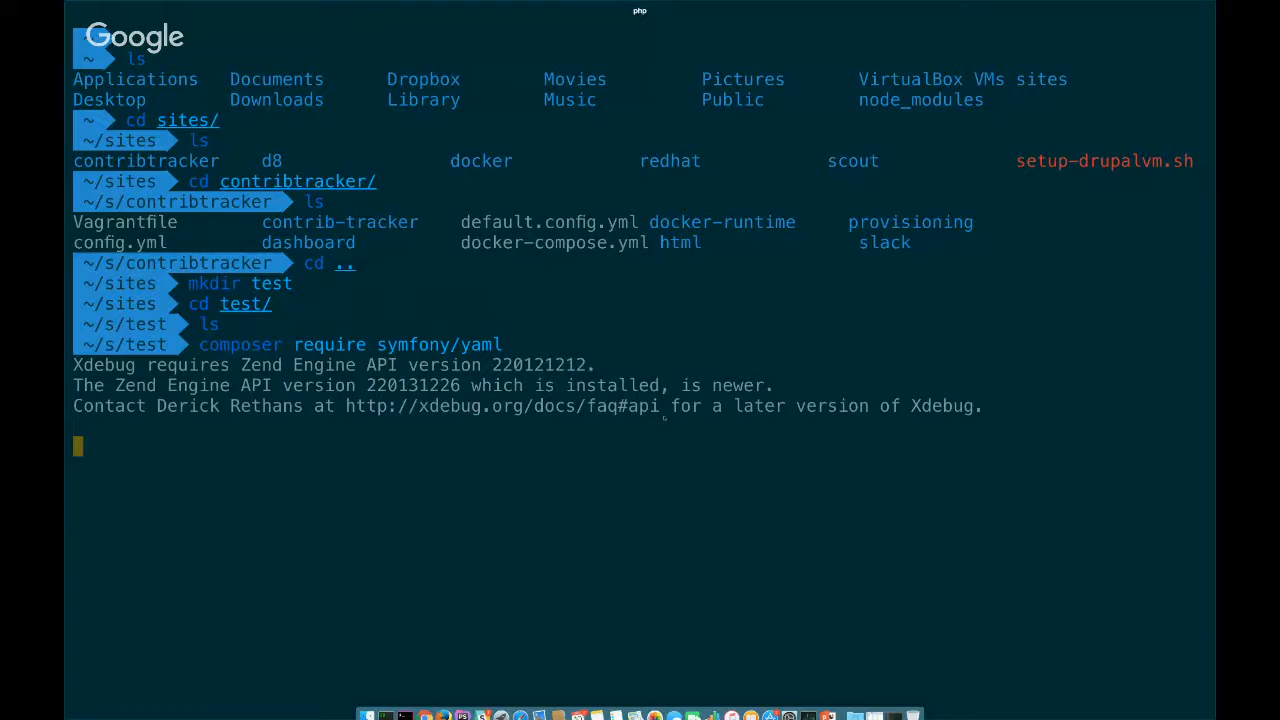 php
Google
~
~ ls
Applications Documents Dropbox Movies Pictures VirtualBox VMs sites
Desktop Downloads Library Music Public node_modules
~ cd sites/
~/sites ls
contribtracker d8 docker redhat scout setup-drupalvm.sh
~/sites cd contribtracker/
~/s/contribtracker ls
Vagrantfile contrib-tracker default.config.yml docker-runtime provisioning
config.yml dashboard docker-compose.yml html slack
~/s/contribtracker cd ..
~/sites mkdir test
~/sites cd test/
~/s/test ls
~/s/test composer require symfony/yaml
Xdebug requires Zend Engine API version 220121212.
The Zend Engine API version 220131226 which is installed, is newer.
Contact Derick Rethans at http://xdebug.org/docs/faq#api for a later version of Xdebug.